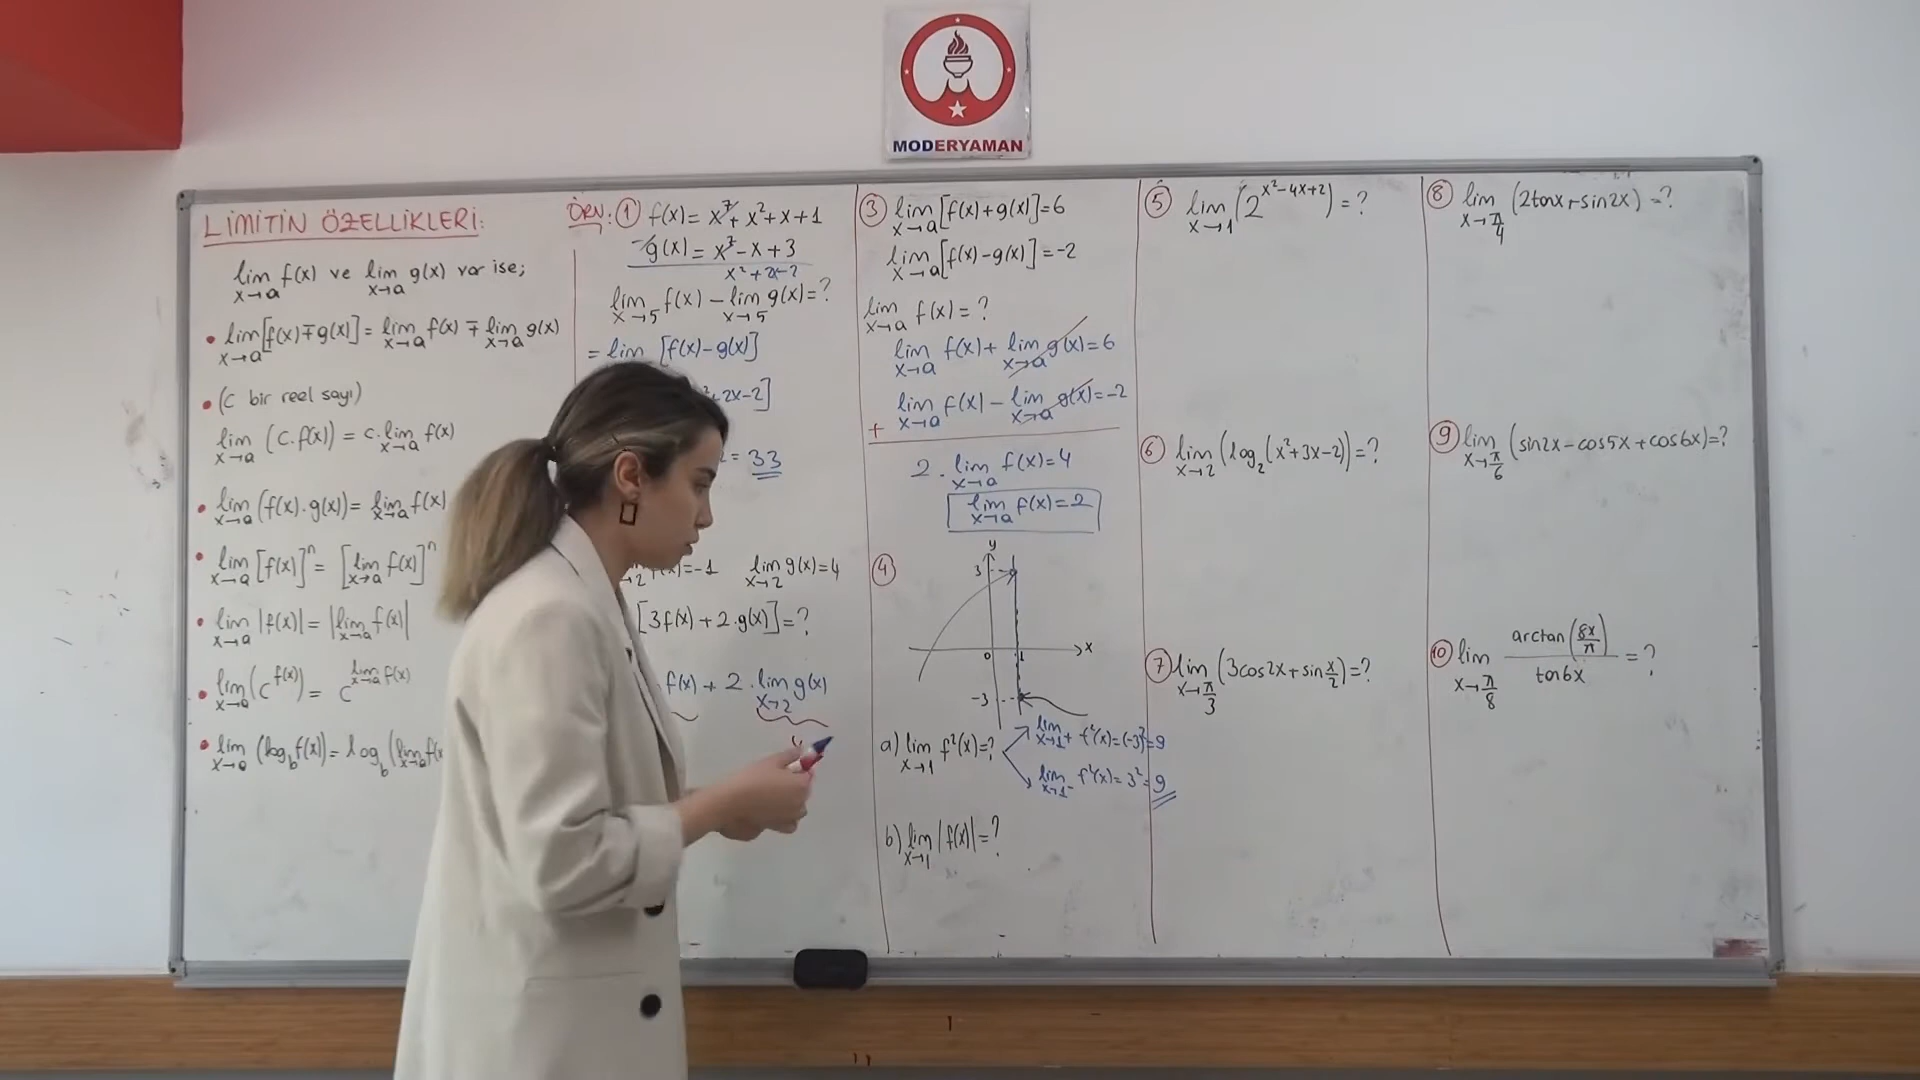 MODERYAMAN
LİMİTİN ÖZELLİKLERİ:
lim x→a f(x) ve lim x→a g(x) var ise;
• lim x→a [f(x)∓g(x)] = lim x→a f(x) ∓ lim x→a g(x)
• (c bir reel sayı)
lim x→a (c.f(x)) = c.lim x→a f(x)
• lim x→a (f(x).g(x)) = lim x→a f(x)
• lim x→a [f(x)]^n = [lim x→a f(x)]^n
• lim x→a |f(x)| = |lim x→a f(x)|
• lim x→a (c^f(x)) = c^lim x→a f(x)
• lim x→a (log_b f(x)) = log_b (lim x→a f(x
ÖRN: ① f(x) = x^7 + x² + x + 1
- g(x) = x^7 - x + 3
x² + 2x - 2
lim x→5 f(x) - lim x→5 g(x) = ?
= lim [f(x) - g(x)]
+ 2x - 2]
= 33
f(x) = -1 lim x→2 g(x) = 4
[3f(x) + 2.g(x)] = ?
f(x) + 2.lim x→2 g(x)
③ lim x→a [f(x)+g(x)] = 6
lim x→a [f(x)-g(x)] = -2
lim x→a f(x) = ?
lim x→a f(x) + lim x→a g(x) = 6
lim x→a f(x) - lim x→a g(x) = -2
+
2 . lim x→a f(x) = 4
lim x→a f(x) = 2
④
y
3
0 1 x
-3
a) lim x→1 f²(x) = ?
lim x→1+ f²(x) = (-3)² = 9
lim x→1- f²(x) = 3² = 9
b) lim x→1 |f(x)| = ?
⑤ lim x→1 (2^(x²-4x+2)) = ?
⑥ lim x→2 (log₂(x²+3x-2)) = ?
⑦ lim x→π/3 (3cos2x + sin x/2) = ?
⑧ lim x→π/4 (2tanx + sin2x) = ?
⑨ lim x→π/6 (sin2x - cos5x + cos6x) = ?
⑩ lim x→π/8 arctan(8x/π) / tan6x = ?